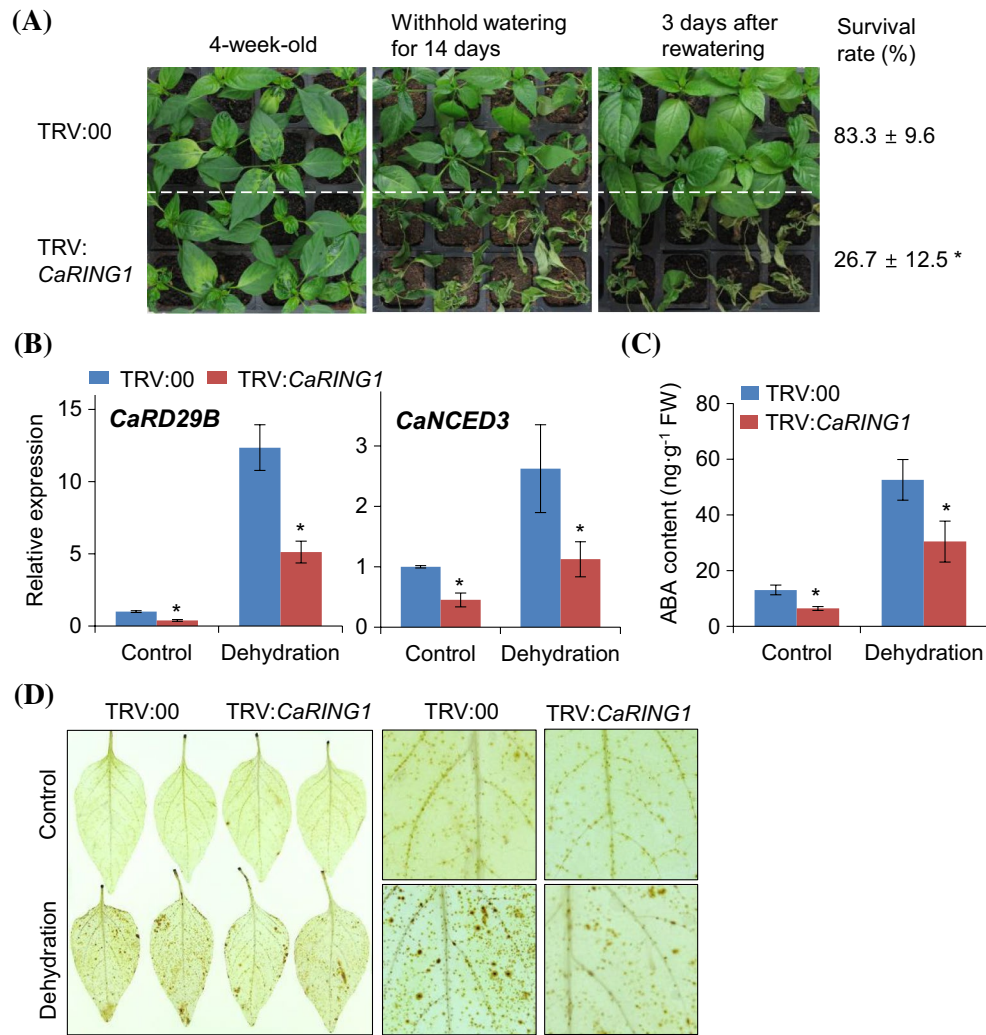 (A)
4-week-old
Withhold watering
for 14 days
3 days after
rewatering
Survival
rate (%)
TRV:00
83.3 ± 9.6
TRV:
CaRING1
26.7 ± 12.5 *
(B)
TRV:00 TRV:CaRING1
Relative expression
15
10
5
0
CaRD29B
*
*
Control Dehydration
3
2
1
0
CaNCED3
*
*
Control Dehydration
(C)
TRV:00
TRV:CaRING1
ABA content (ng·g⁻¹ FW)
80
60
40
20
0
*
*
Control Dehydration
(D)
TRV:00 TRV:CaRING1 TRV:00 TRV:CaRING1
Control
Dehydration